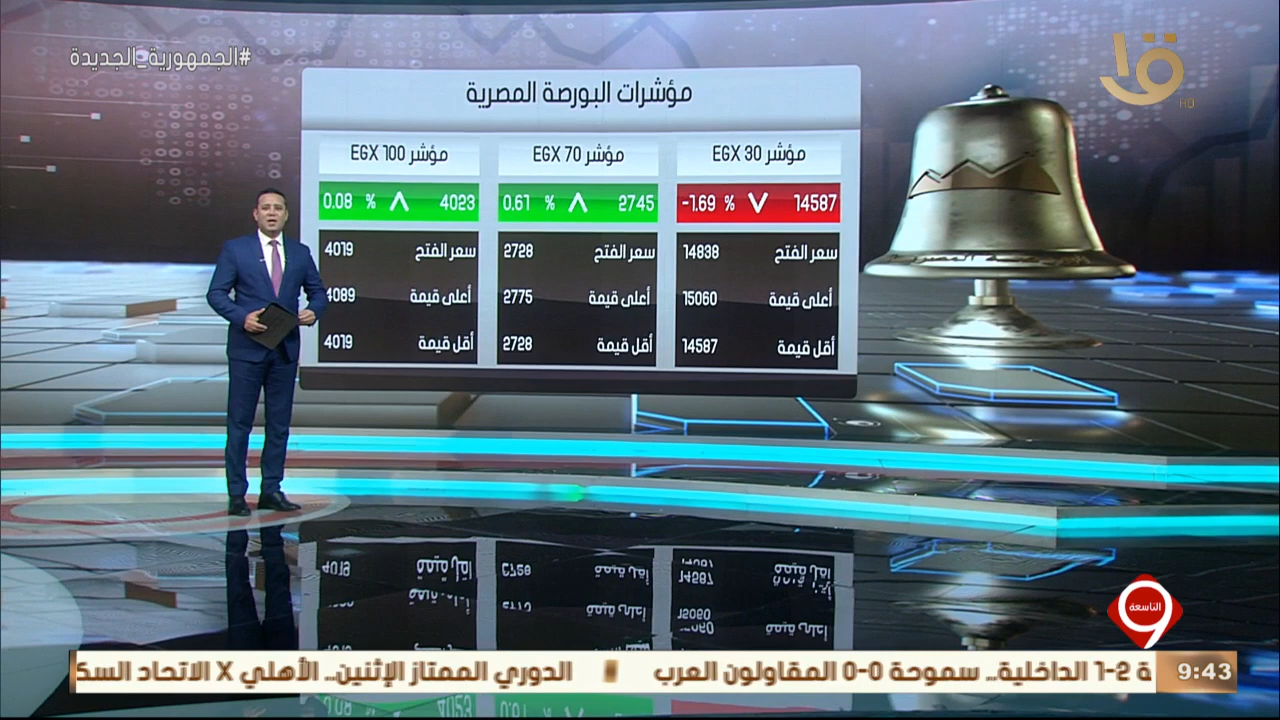 #الجمهورية_الجديدة
HD
مؤشرات البورصة المصرية
مؤشر EGX 30
14587 -1.69 %
سعر الفتح 14838
أعلى قيمة 15060
أقل قيمة 14587
مؤشر EGX 70
2745 0.61 %
سعر الفتح 2728
أعلى قيمة 2775
أقل قيمة 2728
مؤشر EGX 100
4023 0.08 %
سعر الفتح 4019
أعلى قيمة 4089
أقل قيمة 4019
التاسعة
9
9:43
ة 2-1 الداخلية.. سموحة 0-0 المقاولون العرب
الدوري الممتاز الإثنين.. الأهلي X الاتحاد السك